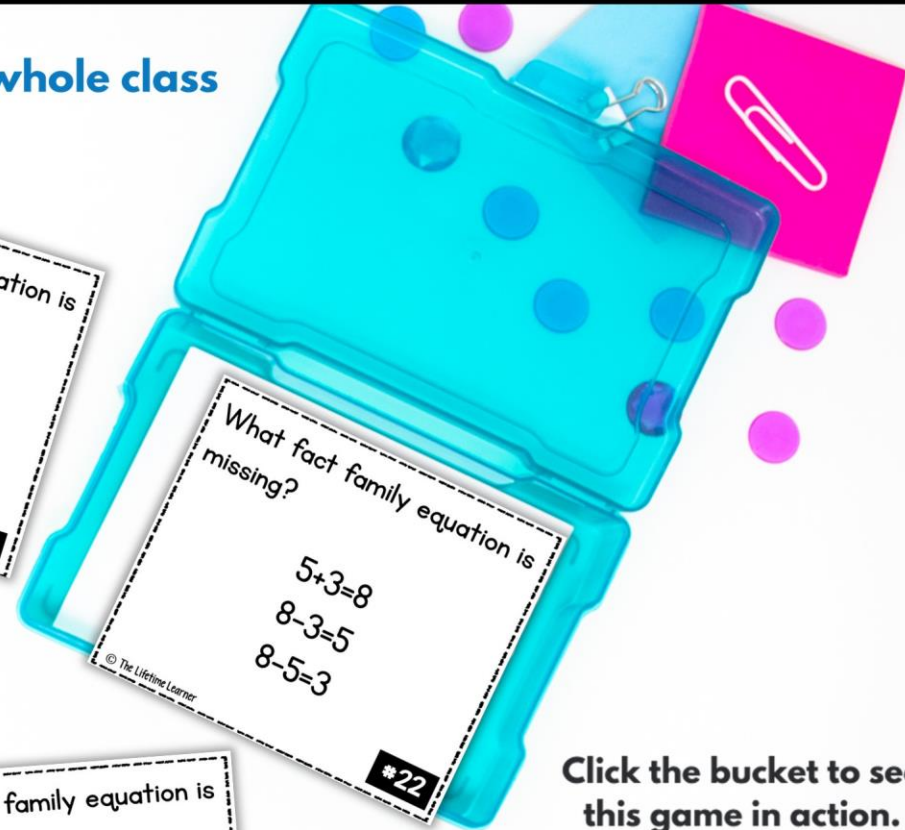 whole class
ation is
What fact family equation is
missing?
5+3=8
8-3=5
8-5=3
© The Lifetime Learner
#22
family equation is
Click the bucket to see
this game in action.